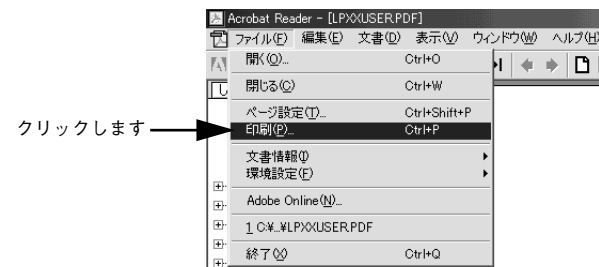 Acrobat Reader - [LPXXUSER.PDF]
ファイル(F) 編集(E) 文書(D) 表示(V) ウィンドウ(W) ヘルプ(H)
開く(O)... Ctrl+O
閉じる(C) Ctrl+W
ページ設定(T)... Ctrl+Shift+P
クリックします
印刷(P)... Ctrl+P
文書情報(I)
環境設定(F)
Adobe Online(N)...
1 C:¥...¥LPXXUSER.PDF
終了(X) Ctrl+Q